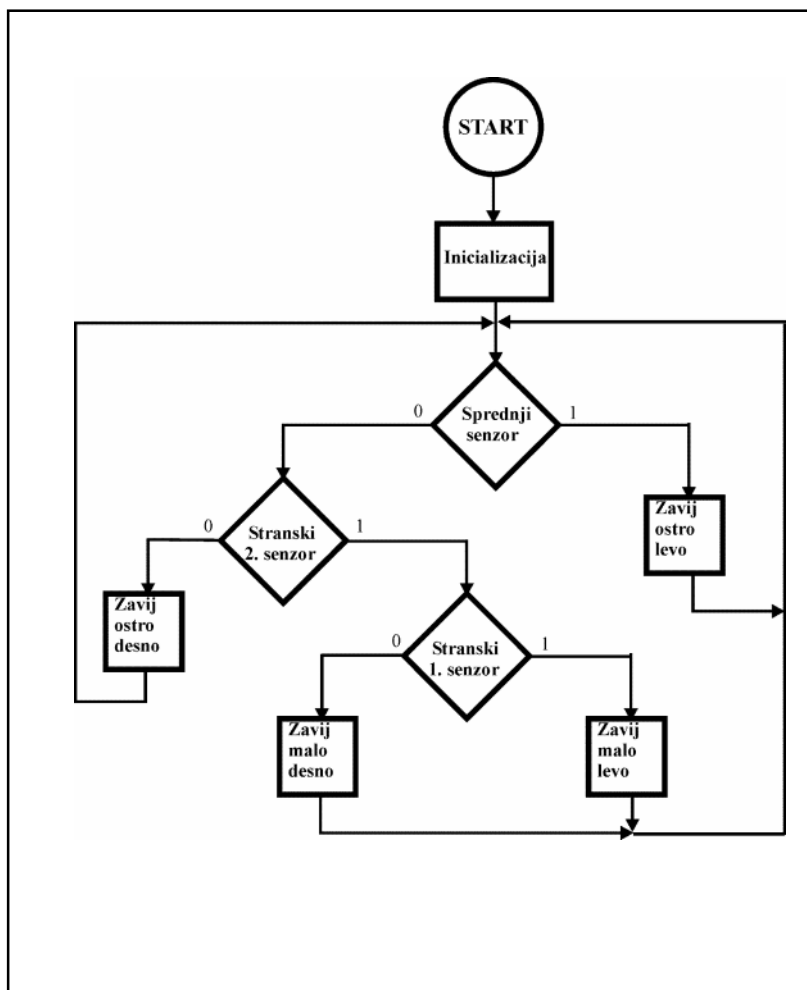 START
Inicializacija
0
Sprednji
senzor
1
0
Stranski
2. senzor
1
Zavij
ostro
levo
Zavij
ostro
desno
0
Stranski
1. senzor
1
Zavij
malo
desno
Zavij
malo
levo